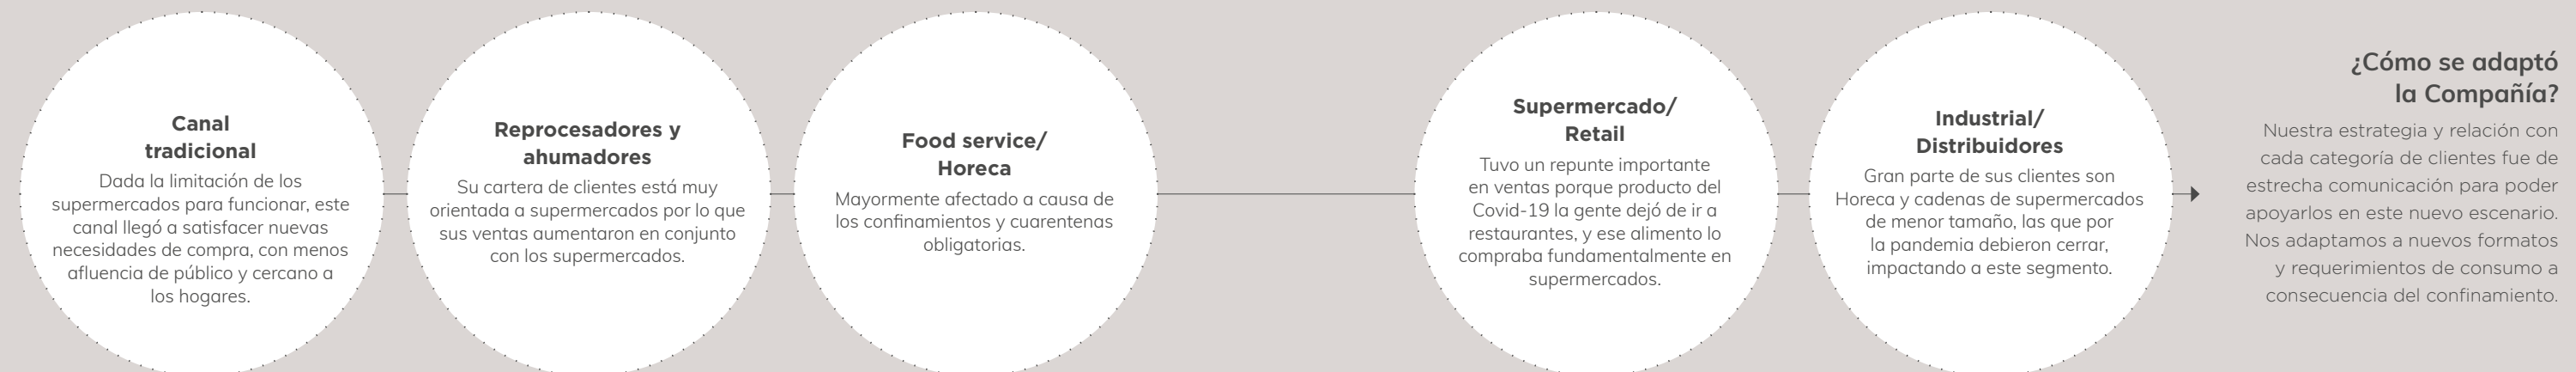 Canal
tradicional
Dada la limitación de los
supermercados para funcionar, este
canal llegó a satisfacer nuevas
necesidades de compra, con menos
afluencia de público y cercano a
los hogares.
Reprocesadores y
ahumadores
Su cartera de clientes está muy
orientada a supermercados por lo que
sus ventas aumentaron en conjunto
con los supermercados.
Food service/
Horeca
Mayormente afectado a causa de
los confinamientos y cuarentenas
obligatorias.
Supermercado/
Retail
Tuvo un repunte importante
en ventas porque producto del
Covid-19 la gente dejó de ir a
restaurantes, y ese alimento lo
compraba fundamentalmente en
supermercados.
Industrial/
Distribuidores
Gran parte de sus clientes son
Horeca y cadenas de supermercados
de menor tamaño, las que por
la pandemia debieron cerrar,
impactando a este segmento.
¿Cómo se adaptó
la Compañía?
Nuestra estrategia y relación con
cada categoría de clientes fue de
estrecha comunicación para poder
apoyarlos en este nuevo escenario.
Nos adaptamos a nuevos formatos
y requerimientos de consumo a
consecuencia del confinamiento.